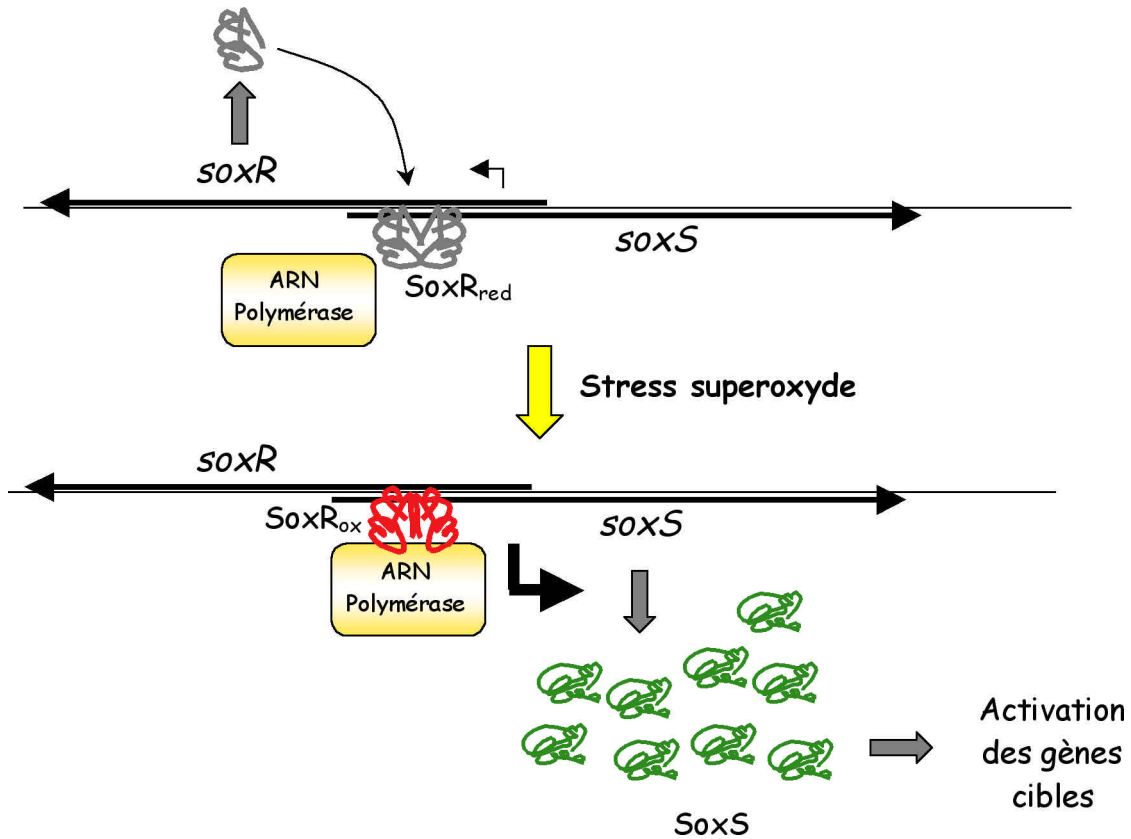 soxR
soxS
ARN
Polymérase
SoxRred
Stress superoxyde
soxR
SoxRox
soxS
ARN
Polymérase
Activation
des gènes
cibles
SoxS